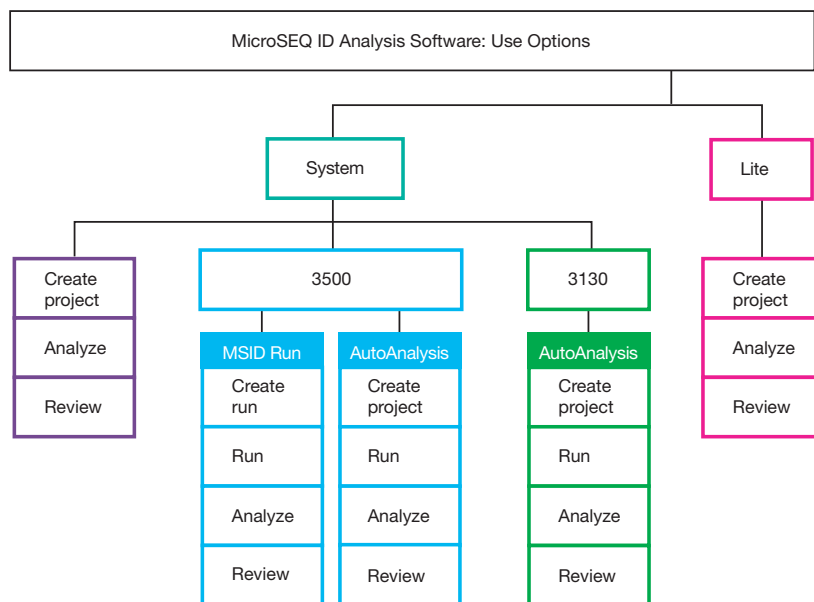 MicroSEQ ID Analysis Software: Use Options
System
Lite
Create
project
Analyze
Review
3500
MSID Run
Create
run
Run
Analyze
Review
AutoAnalysis
Create
project
Run
Analyze
Review
3130
AutoAnalysis
Create
project
Run
Analyze
Review
Create
project
Analyze
Review